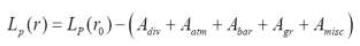 L_p(r) = L_P(r_0) − (A_div + A_atm + A_bar + A_gr + A_misc)